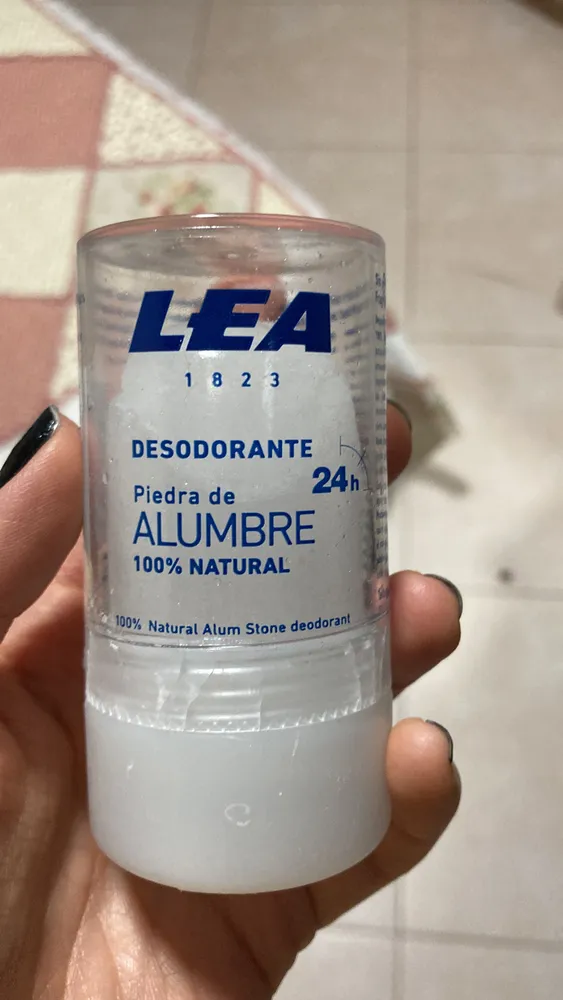 LEA
1823
DESODORANTE
24h
Piedra de
ALUMBRE
100% NATURAL
100% Natural Alum Stone deodorant